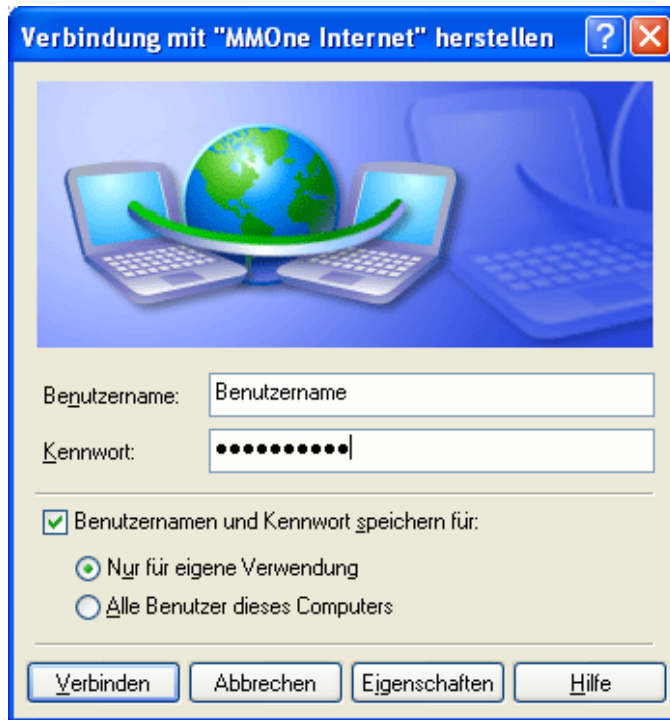 Verbindung mit "MMOne Internet" herstellen
Benutzername: Benutzername
Kennwort: ●●●●●●●●●●
Benutzernamen und Kennwort speichern für:
Nur für eigene Verwendung
Alle Benutzer dieses Computers
Verbinden Abbrechen Eigenschaften Hilfe